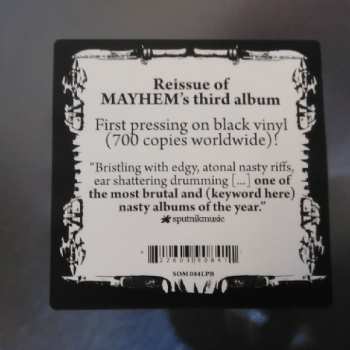 Reissue of
MAYHEM's third album
First pressing on black vinyl
(700 copies worldwide)!
"Bristling with edgy, atonal nasty riffs,
ear shattering drumming [...] one of
the most brutal and (keyword here)
nasty albums of the year."
sputnikmusic
SOM 044LPB